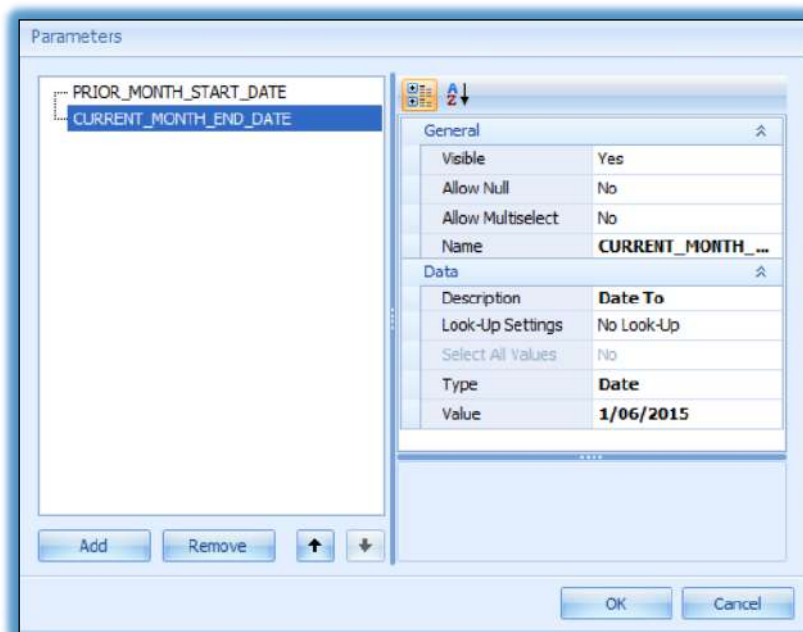 Parameters
PRIOR_MONTH_START_DATE
CURRENT_MONTH_END_DATE
A
Z
General
Visible Yes
Allow Null No
Allow Multiselect No
Name CURRENT_MONTH_...
Data
Description Date To
Look-Up Settings No Look-Up
Select All Values No
Type Date
Value 1/06/2015
Add Remove
OK Cancel